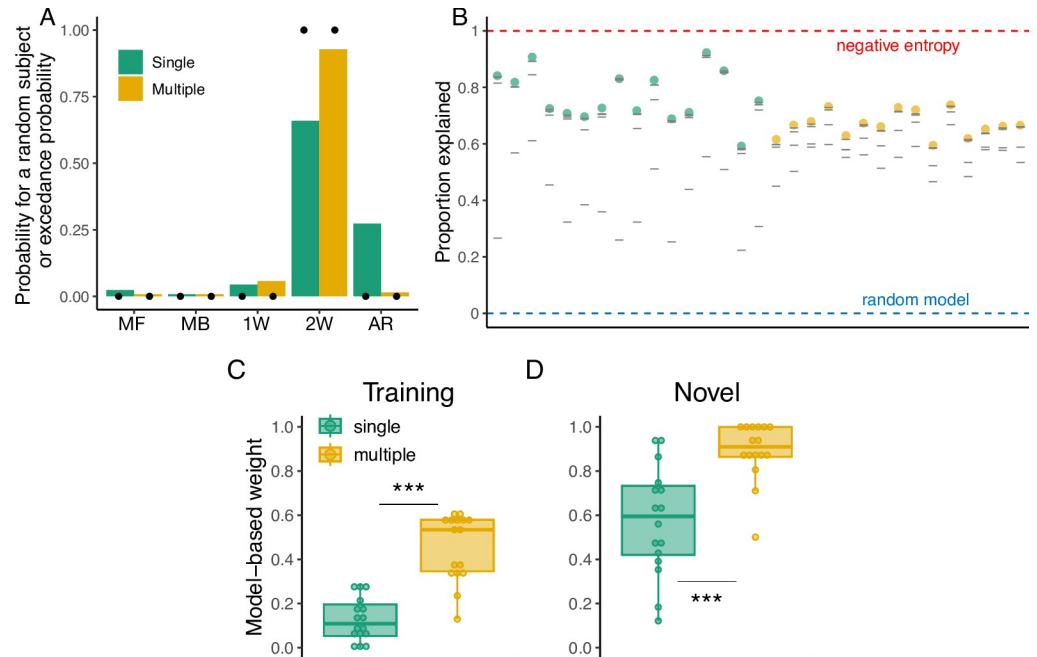 A
Probability for a random subject
or excedance probability
1.00
0.75
0.50
0.25
0.00
Single
Multiple
MF MB 1W 2W AR
B
Proportion explained
1
0.8
0.6
0.4
0.2
0
negative entropy
random model
C
Training
Model-based weight
1.0
0.8
0.6
0.4
0.2
0.0
single
multiple
***
D
Novel
1.0
0.8
0.6
0.4
0.2
0.0
***